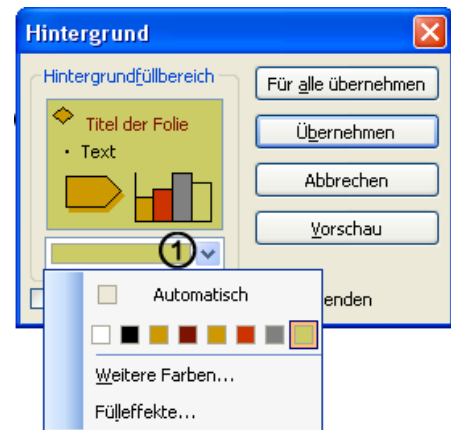 Hintergrund
Hintergrundfüllbereich
Titel der Folie
• Text
Für alle übernehmen
Übernehmen
Abbrechen
Vorschau
1
enden
Automatisch
Weitere Farben...
Fülleffekte...